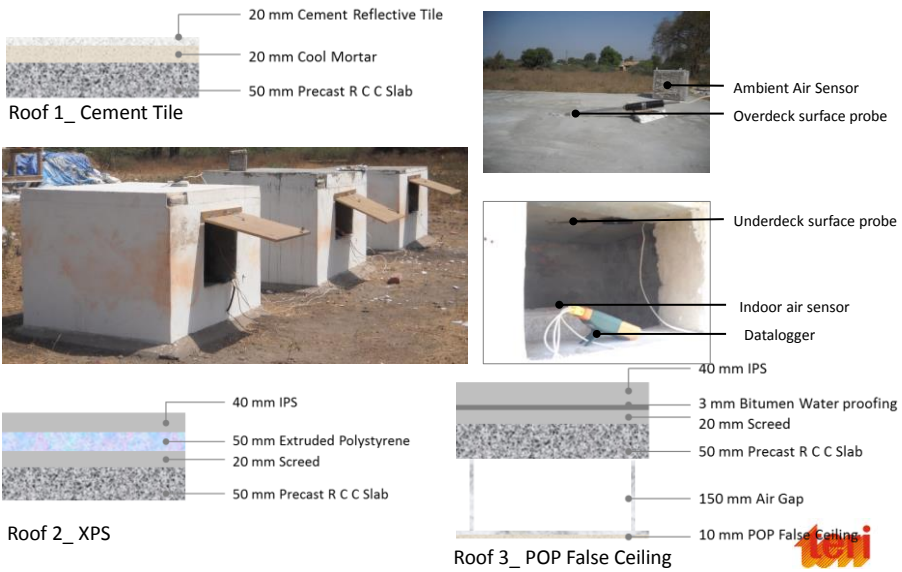 20 mm Cement Reflective Tile
20 mm Cool Mortar
50 mm Precast R C C Slab
Roof 1_ Cement Tile
Ambient Air Sensor
Overdeck surface probe
Underdeck surface probe
Indoor air sensor
Datalogger
40 mm IPS
50 mm Extruded Polystyrene
20 mm Screed
50 mm Precast R C C Slab
Roof 2_ XPS
40 mm IPS
3 mm Bitumen Water proofing
20 mm Screed
50 mm Precast R C C Slab
150 mm Air Gap
10 mm POP False Ceiling
Roof 3_ POP False Ceiling
teri